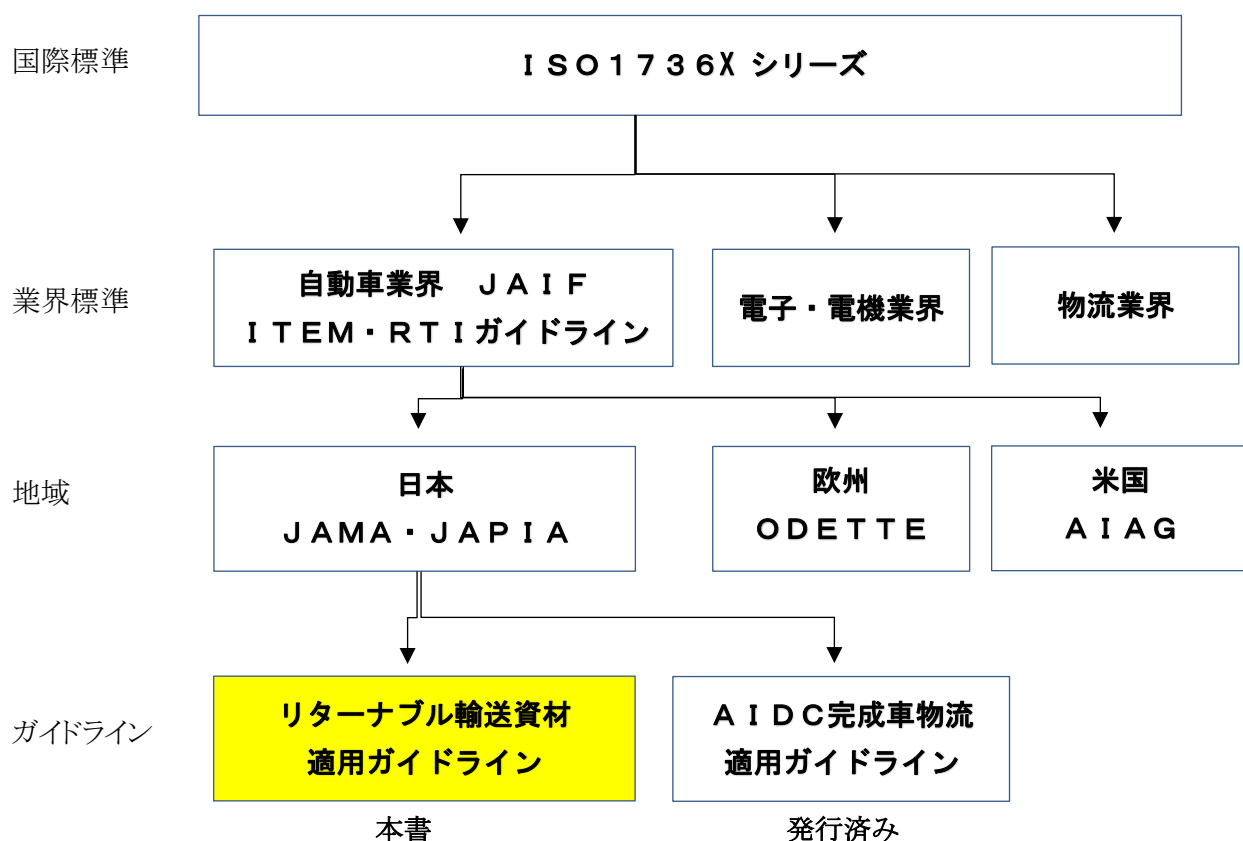 国際標準
ＩＳＯ１７３６X シリーズ
業界標準
自動車業界　ＪＡＩＦ
ＩＴＥＭ・ＲＴＩガイドライン
電子・電機業界
物流業界
地域
日本
ＪＡＭＡ・ＪＡＰＩＡ
欧州
ＯＤＥＴＴＥ
米国
ＡＩＡＧ
ガイドライン
リターナブル輸送資材
適用ガイドライン
ＡＩＤＣ完成車物流
適用ガイドライン
本書
発行済み